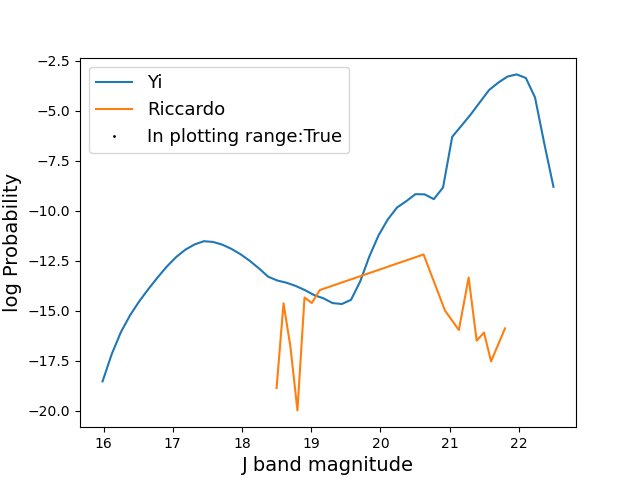 −2.5
−5.0
−7.5
−10.0
−12.5
−15.0
−17.5
−20.0
log Probability
Yi
Riccardo
In plotting range:True
16 17 18 19 20 21 22
J band magnitude